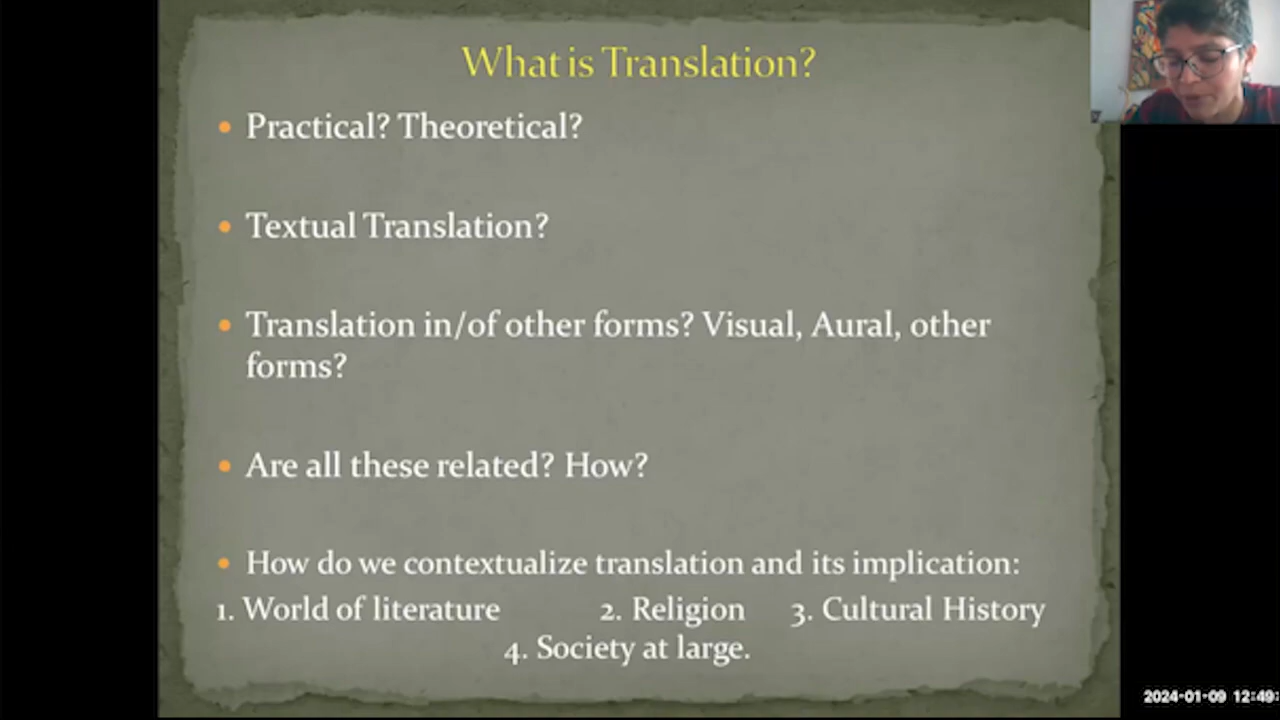 What is Translation?
• Practical? Theoretical?
• Textual Translation?
• Translation in/of other forms? Visual, Aural, other
forms?
• Are all these related? How?
• How do we contextualize translation and its implication:
1. World of literature 2. Religion 3. Cultural History
4. Society at large.
2024-01-09 12:49: